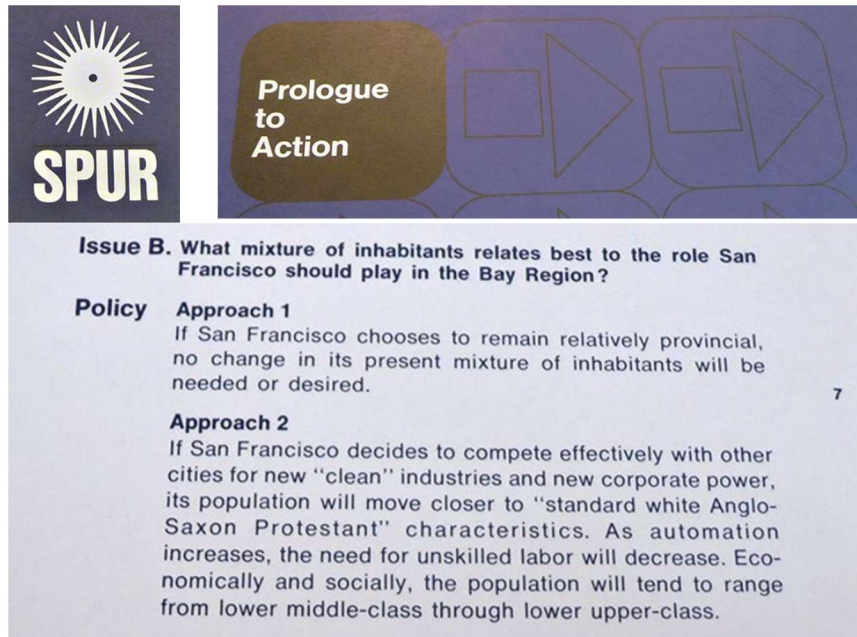 SPUR
Prologue
to
Action
Issue B. What mixture of inhabitants relates best to the role San
Francisco should play in the Bay Region?
Policy Approach 1
If San Francisco chooses to remain relatively provincial,
no change in its present mixture of inhabitants will be
needed or desired.
7
Approach 2
If San Francisco decides to compete effectively with other
cities for new “clean” industries and new corporate power,
its population will move closer to “standard white Anglo-
Saxon Protestant” characteristics. As automation
increases, the need for unskilled labor will decrease. Eco-
nomically and socially, the population will tend to range
from lower middle-class through lower upper-class.